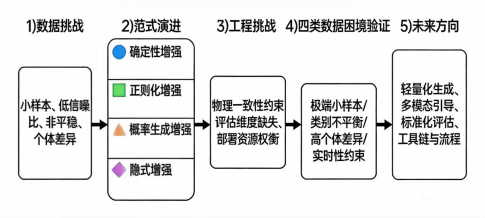 1)数据挑战
2)范式演进
3)工程挑战
4)四类数据困境验证
5)未来方向
小样本、低信噪
比、非平稳、
个体差异
确定性增强
正则化增强
概率生成增强
隐式增强
物理一致性约束
评估维度缺失、
部署资源权衡
极端小样本/
类别不平衡/
高个体差异/
实时性约束
轻量化生成、
多模态引导、
标准化评估、
工具链与流程